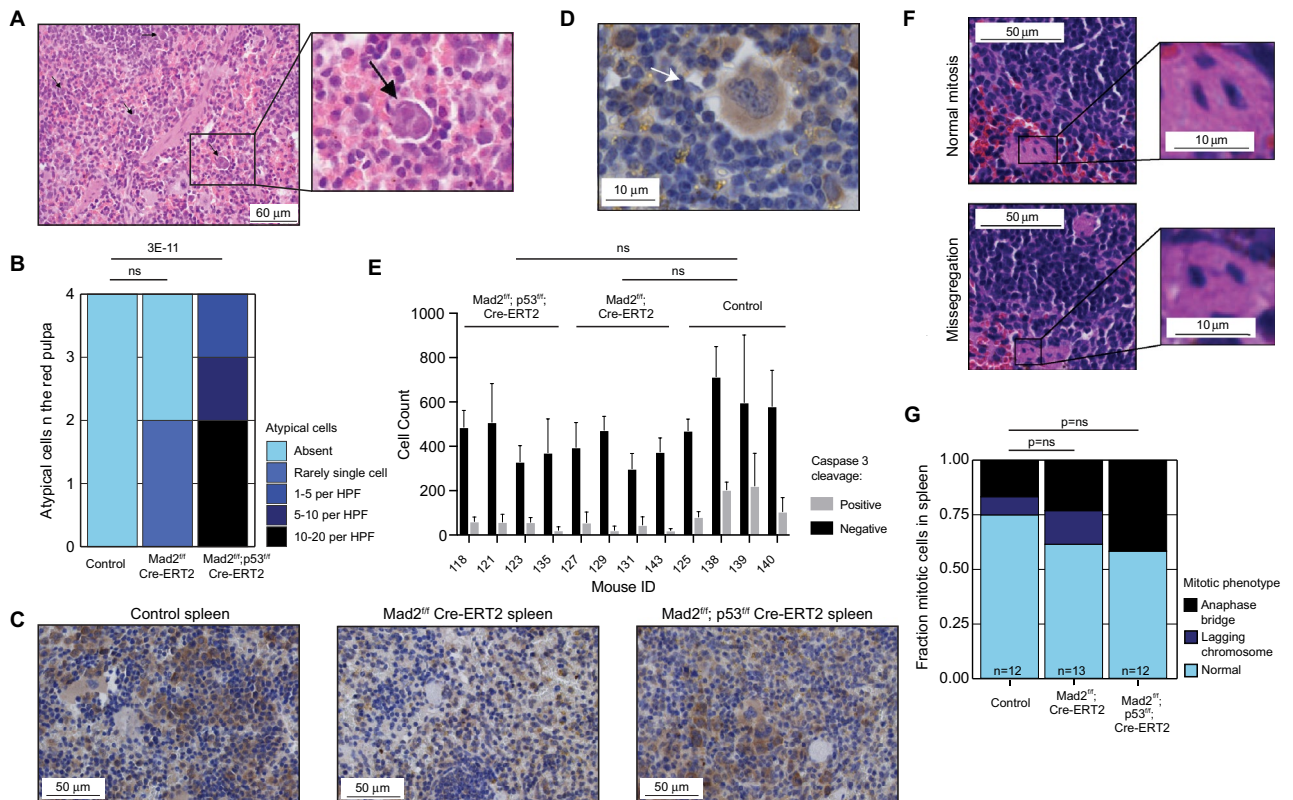 A
60 µm
B
3E-11
ns
Atypical cells n the red pulpa
4
3
2
1
0
Control
Mad2f/f
Cre-ERT2
Mad2f/f;p53f/f
Cre-ERT2
Atypical cells
Absent
Rarely single cell
1-5 per HPF
5-10 per HPF
10-20 per HPF
C
Control spleen
50 µm
Mad2f/f Cre-ERT2 spleen
50 µm
Mad2f/f; p53f/f Cre-ERT2 spleen
50 µm
D
10 µm
E
ns
ns
Mad2f/f; p53f/f;
Cre-ERT2
Mad2f/f;
Cre-ERT2
Control
Cell Count
1000
800
600
400
200
0
118
121
123
135
127
129
131
143
125
138
139
140
Mouse ID
Caspase 3
cleavage:
Positive
Negative
F
Normal mitosis
50 µm
10 µm
Missegregation
50 µm
10 µm
G
p=ns
p=ns
Fraction mitotic cells in spleen
1.00
0.75
0.50
0.25
0.00
n=12
n=13
n=12
Control
Mad2f/f;
Cre-ERT2
Mad2f/f;
p53f/f;
Cre-ERT2
Mitotic phenotype
Anaphase
bridge
Lagging
chromosome
Normal